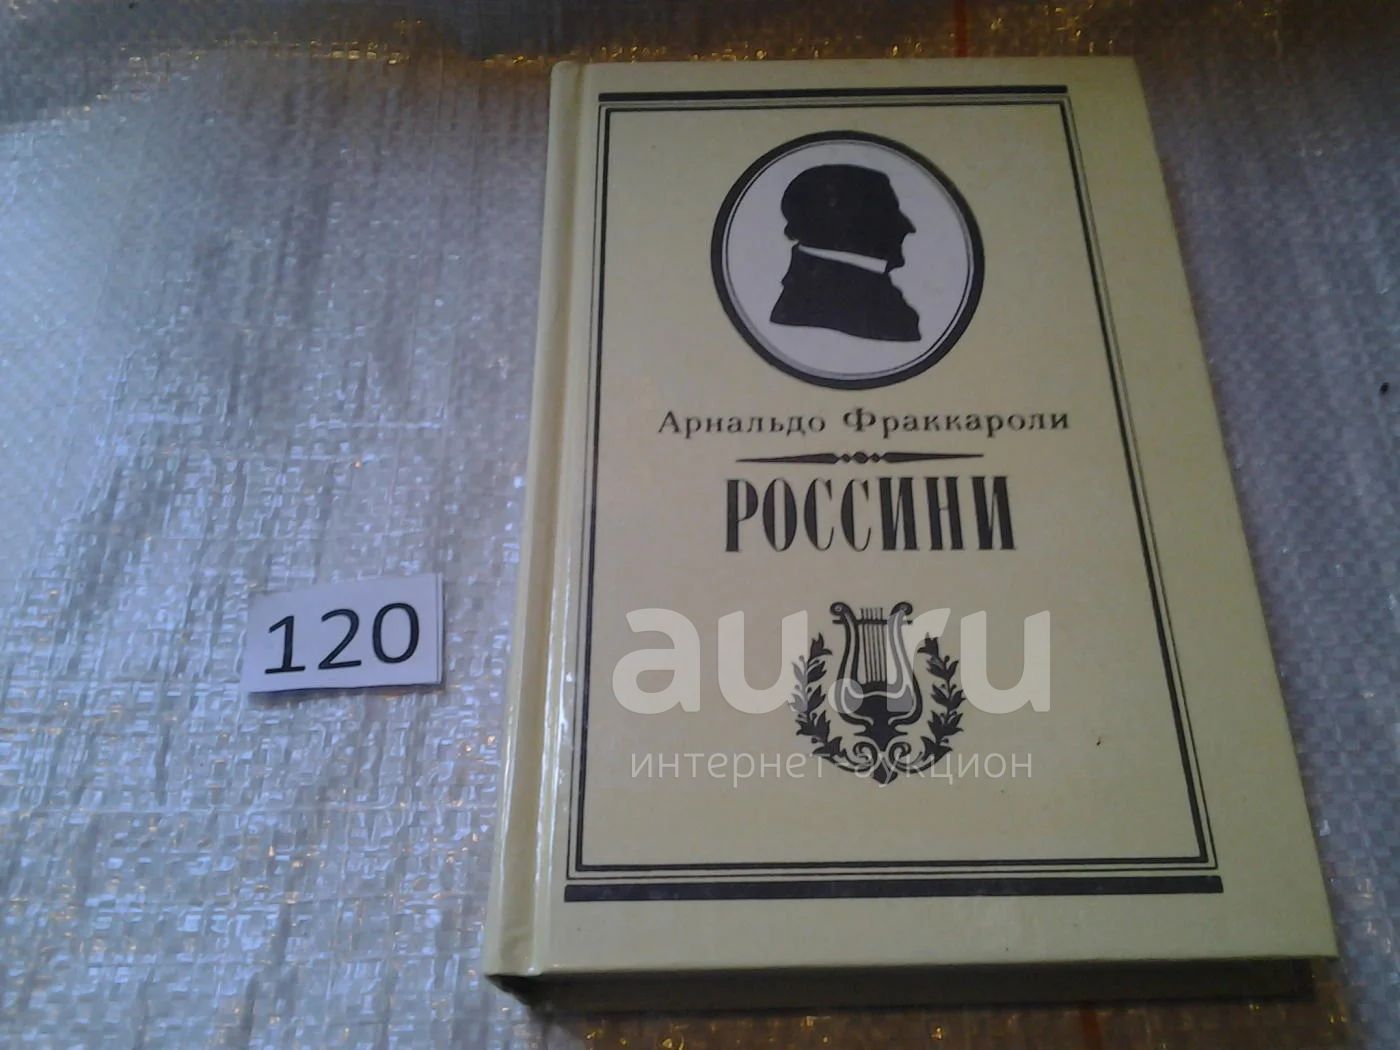 Арнальдо Фраккароли
РОССИНИ
120
au.ru
интернет-аукцион